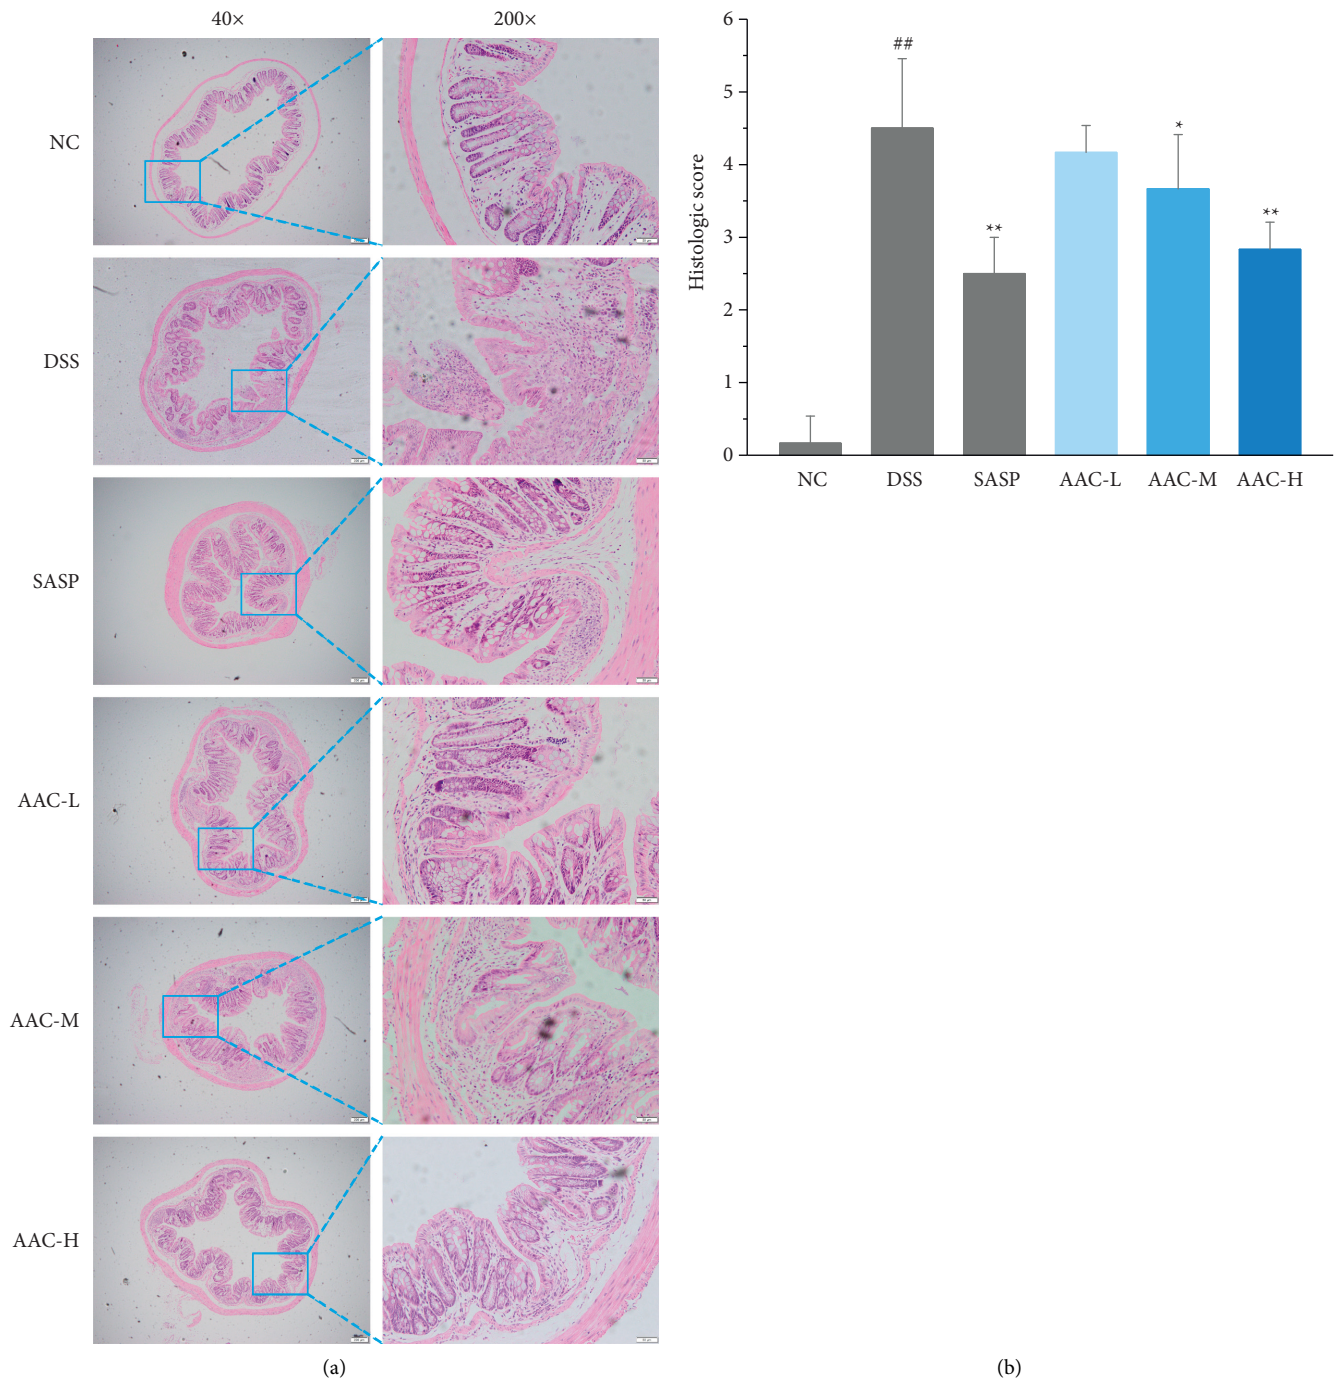 40×
200×
NC
DSS
SASP
AAC-L
AAC-M
AAC-H
(a)
Histologic score
6
5
4
3
2
1
0
##
**
*
**
NC
DSS
SASP
AAC-L
AAC-M
AAC-H
(b)